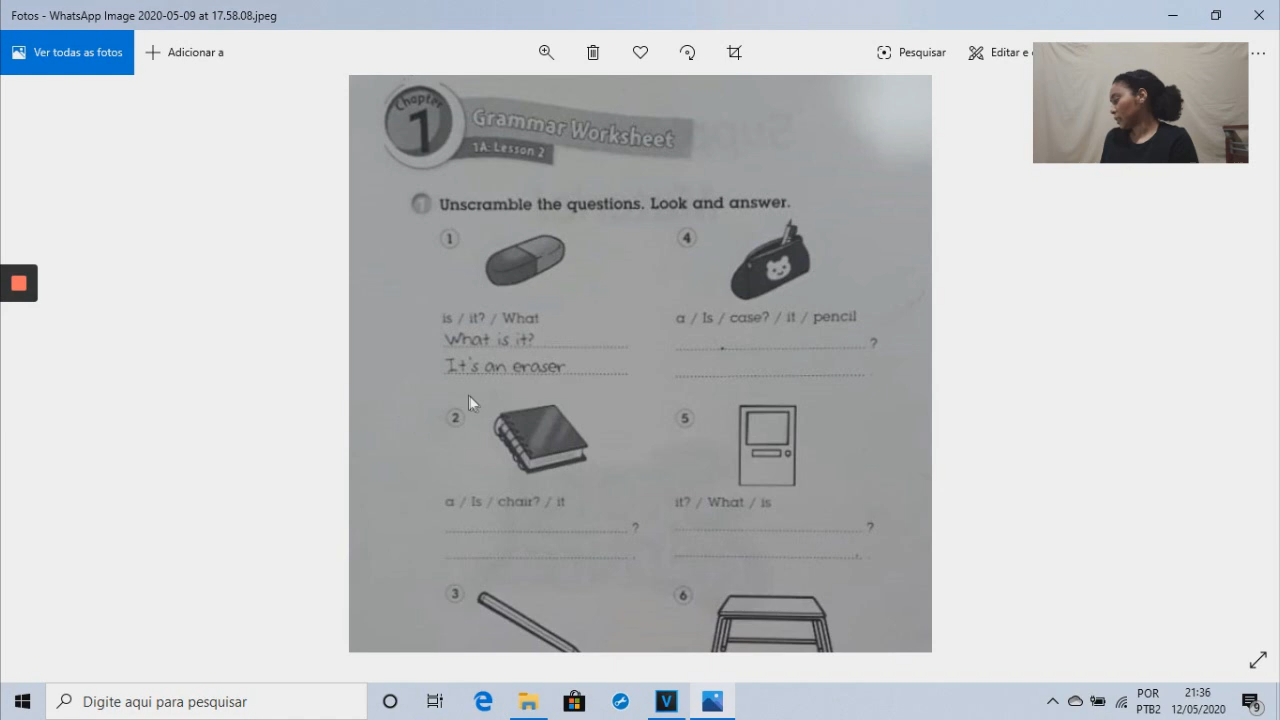 Fotos - WhatsApp Image 2020-05-09 at 17.58.08.jpeg
Ver todas as fotos
Adicionar a
Pesquisar
Editar e
Chapter
1
Grammar Worksheet
1A: Lesson 2
1 Unscramble the questions. Look and answer.
1
is / it? / What
What is it?
It's an eraser
2
a / Is / chair? / it
?
3
4
a / Is / case? / it / pencil
?
5
it? / What / is
?
6
Digite aqui para pesquisar
POR
PTB2
21:36
12/05/2020
9